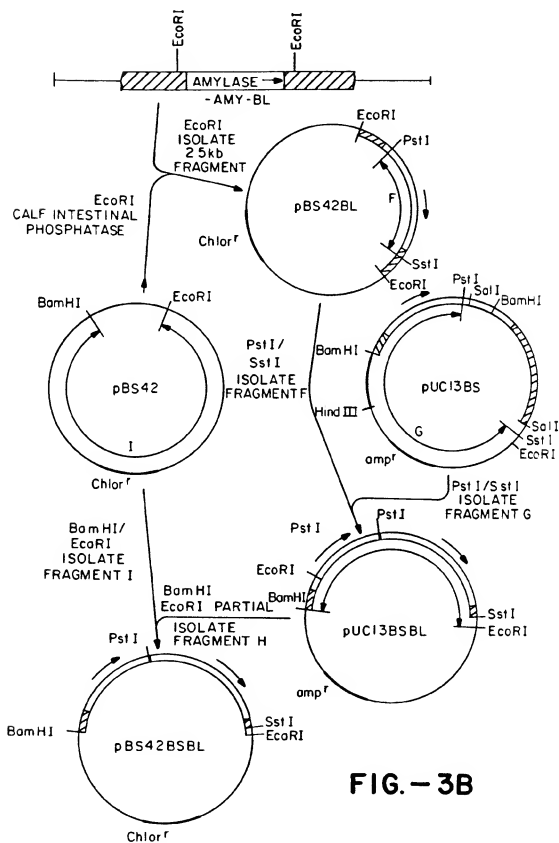 EcoRI
EcoRI
AMYLASE
-AMY-BL
EcoRI
ISOLATE
2.5kb
FRAGMENT
EcoRI
CALF INTESTINAL
PHOSPHATASE
EcoRI
PstI
pBS42BL
F
Chlorʳ
SstI
EcoRI
BamHI
EcoRI
pBS42
I
Chlorʳ
PstI/
SstI
ISOLATE
FRAGMENT F
PstI
SalI
BamHI
BamHI
pUC13BS
Hind III
G
SalI
SstI
EcoRI
ampʳ
PstI/SstI
ISOLATE
FRAGMENT G
BamHI/
EcoRI
ISOLATE
FRAGMENT I
PstI
PstI
EcoRI
BamHI
SstI
EcoRI
pUC13BSBL
ampʳ
BamHI
EcoRI PARTIAL
ISOLATE
FRAGMENT H
PstI
BamHI
SstI
EcoRI
pBS42BSBL
Chlorʳ
FIG.-3B